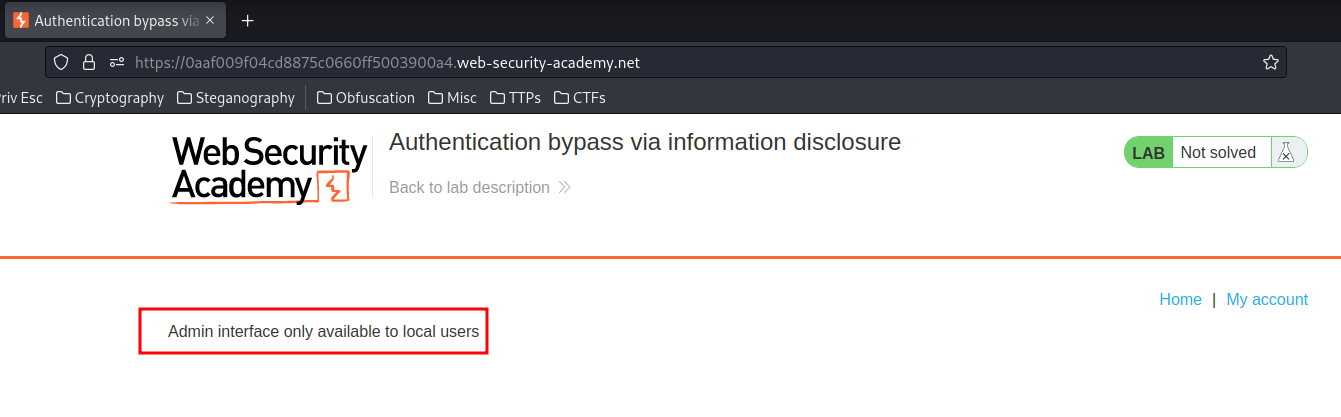 Authentication bypass via
https://0aaf009f04cd8875c0660ff5003900a4.web-security-academy.net
riv Esc Cryptography Steganography Obfuscation Misc TTPs CTFs
Web Security
Academy
Authentication bypass via information disclosure
Back to lab description
LAB Not solved
Home | My account
Admin interface only available to local users